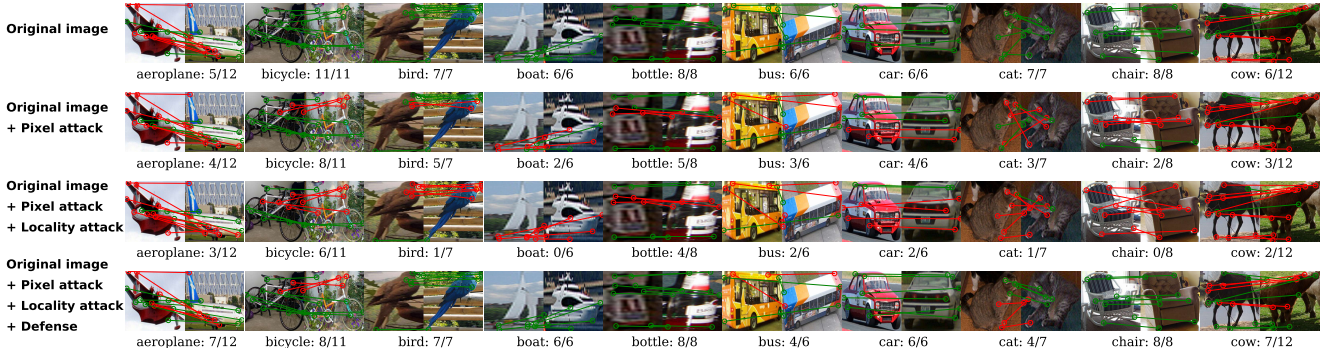 Original image
aeroplane: 5/12 bicycle: 11/11 bird: 7/7 boat: 6/6 bottle: 8/8 bus: 6/6 car: 6/6 cat: 7/7 chair: 8/8 cow: 6/12
Original image
+ Pixel attack
aeroplane: 4/12 bicycle: 8/11 bird: 5/7 boat: 2/6 bottle: 5/8 bus: 3/6 car: 4/6 cat: 3/7 chair: 2/8 cow: 3/12
Original image
+ Pixel attack
+ Locality attack
aeroplane: 3/12 bicycle: 6/11 bird: 1/7 boat: 0/6 bottle: 4/8 bus: 2/6 car: 2/6 cat: 1/7 chair: 0/8 cow: 2/12
Original image
+ Pixel attack
+ Locality attack
+ Defense
aeroplane: 7/12 bicycle: 8/11 bird: 7/7 boat: 6/6 bottle: 8/8 bus: 4/6 car: 6/6 cat: 4/7 chair: 8/8 cow: 7/12